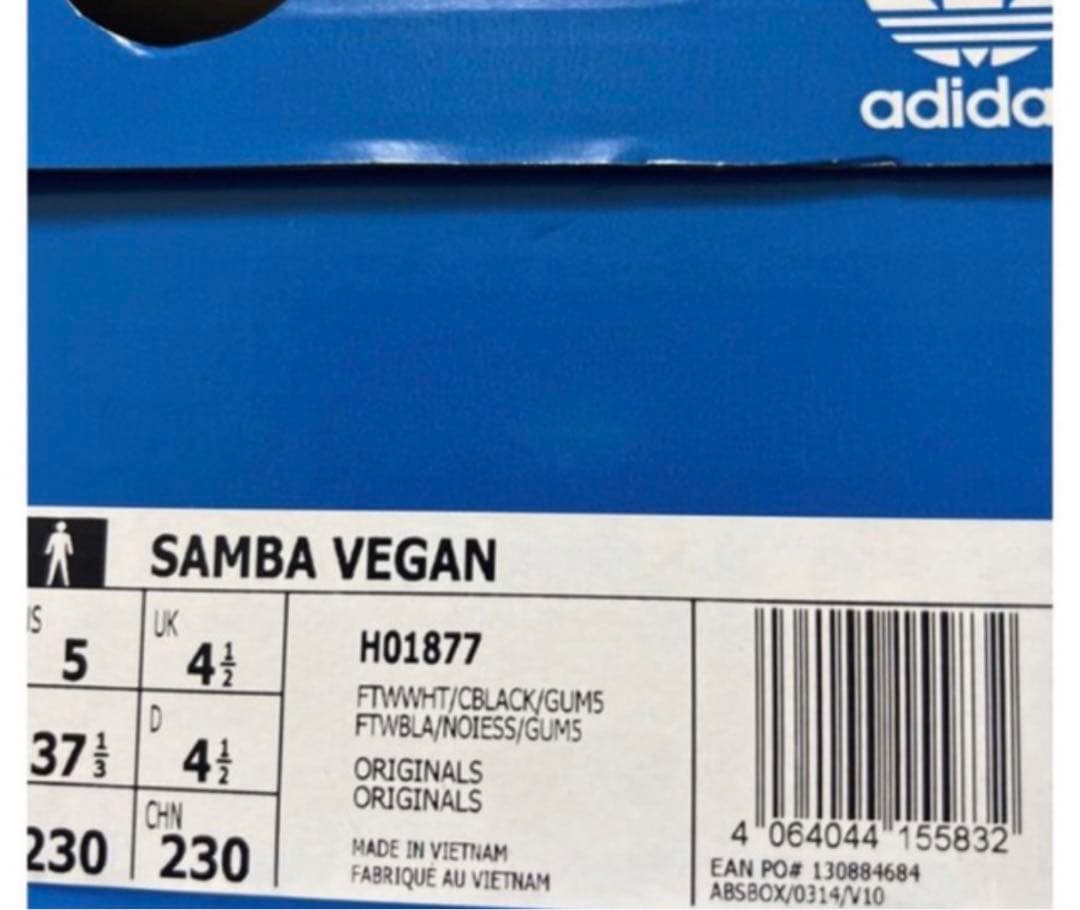 adida
SAMBA VEGAN
US 5
UK 4½
37⅓
D 4½
230
CHN 230
H01877
FTWWHT/CBLACK/GUM5
FTWBLA/NOIESS/GUM5
ORIGINALS
ORIGINALS
MADE IN VIETNAM
FABRIQUE AU VIETNAM
4 064044 155832
EAN PO# 130884684
ABSBOX/0314/V10